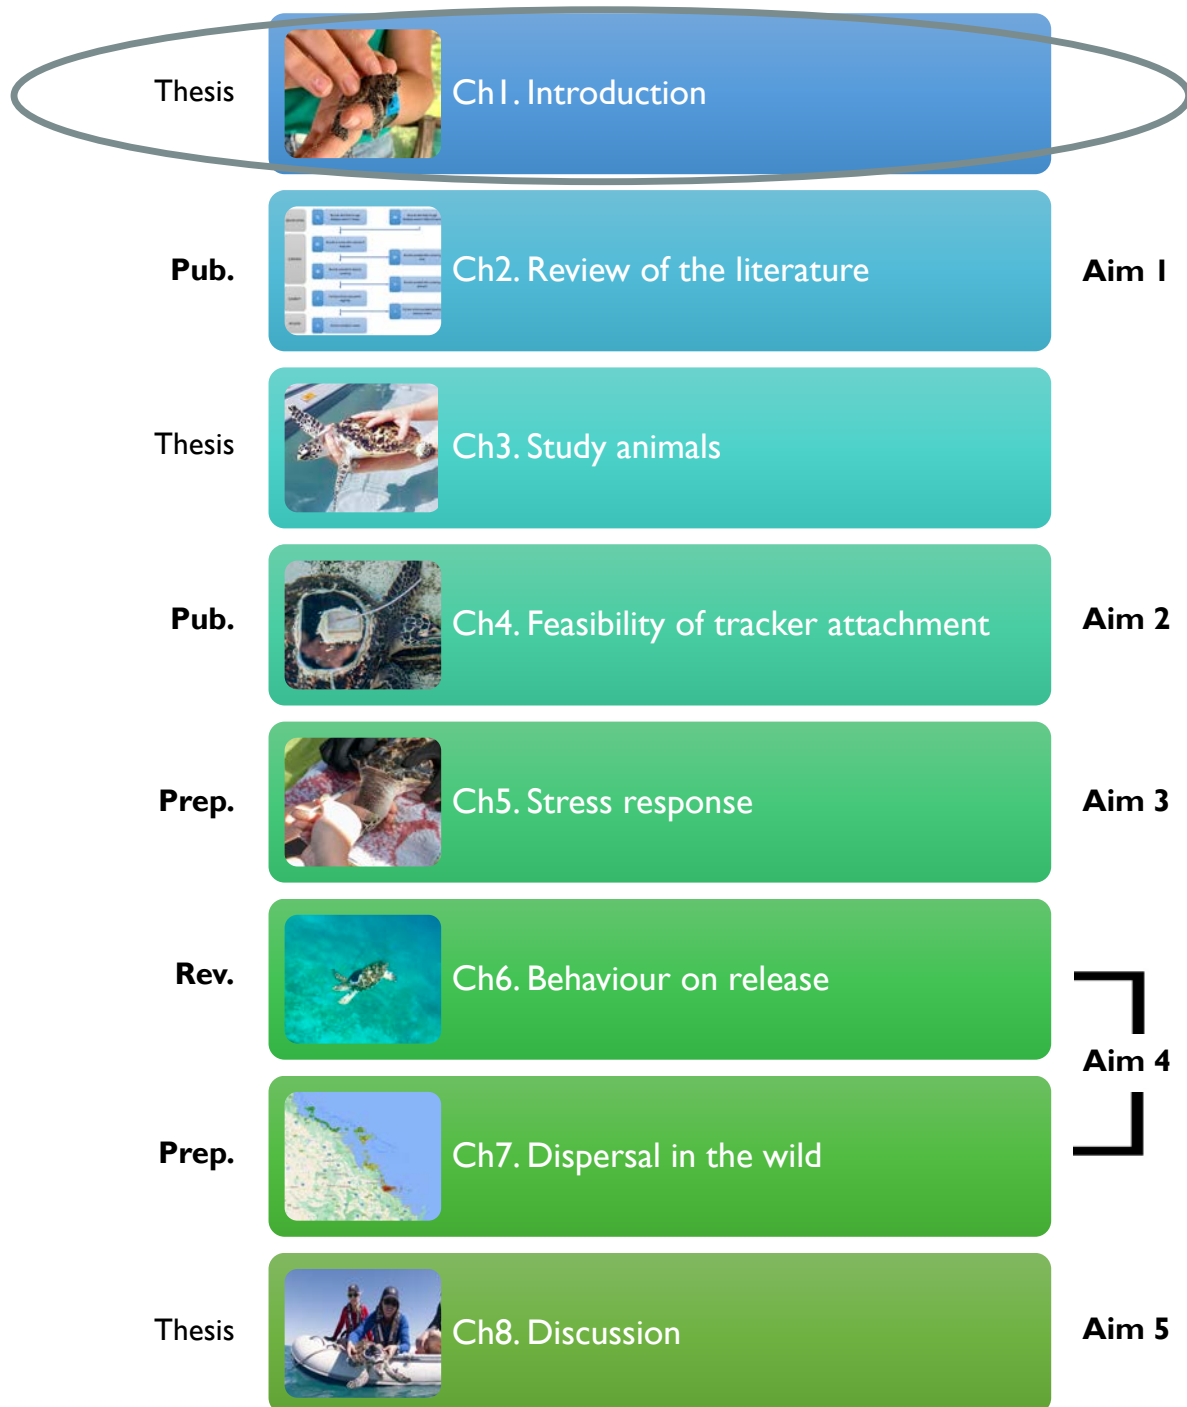 Thesis
Ch1. Introduction
Pub.
Ch2. Review of the literature
Aim 1
Thesis
Ch3. Study animals
Pub.
Ch4. Feasibility of tracker attachment
Aim 2
Prep.
Ch5. Stress response
Aim 3
Rev.
Ch6. Behaviour on release
Aim 4
Prep.
Ch7. Dispersal in the wild
Thesis
Ch8. Discussion
Aim 5